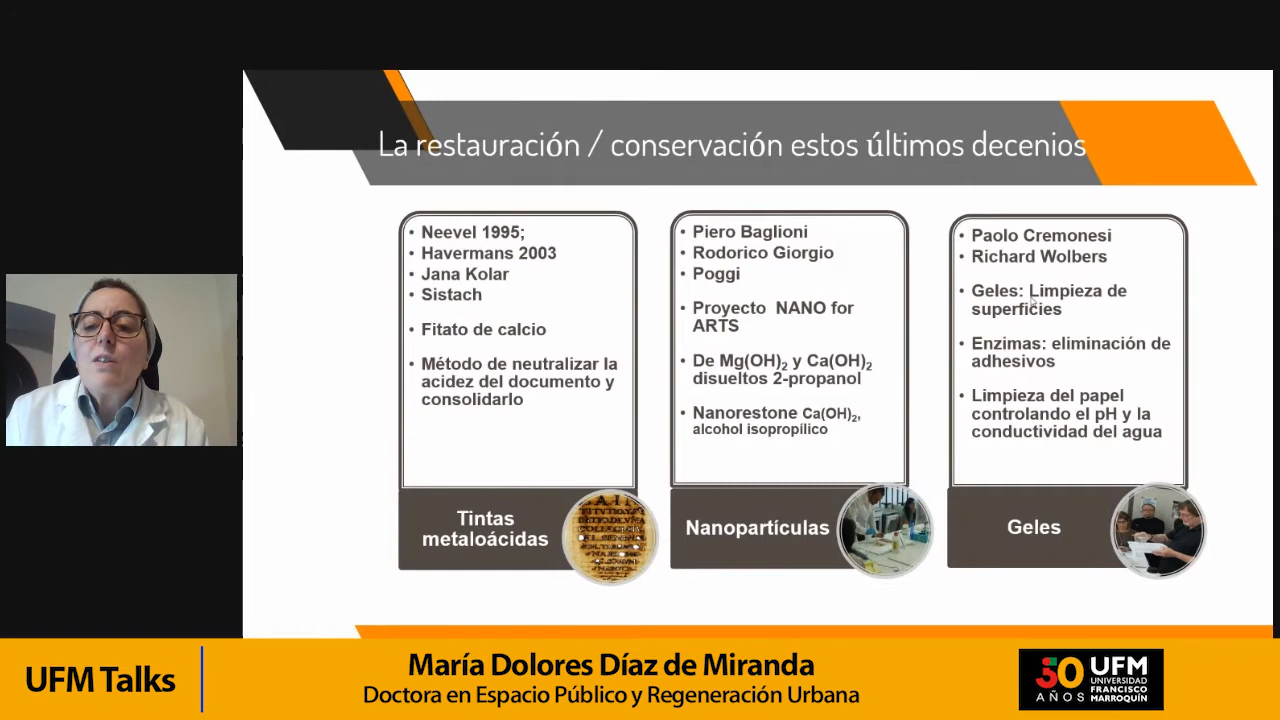 La restauración / conservación estos últimos decenios
• Neevel 1995;
• Havermans 2003
• Jana Kolar
• Sistach
• Fitato de calcio
• Método de neutralizar la
acidez del documento y
consolidarlo
Tintas
metaloácidas
• Piero Baglioni
• Rodorico Giorgio
• Poggi
• Proyecto NANO for
ARTS
• De Mg(OH)₂ y Ca(OH)₂
disueltos 2-propanol
• Nanorestone Ca(OH)₂,
alcohol isopropílico
Nanopartículas
• Paolo Cremonesi
• Richard Wolbers
• Geles: Limpieza de
superficies
• Enzimas: eliminación de
adhesivos
• Limpieza del papel
controlando el pH y la
conductividad del agua
Geles
UFM Talks
María Dolores Díaz de Miranda
Doctora en Espacio Público y Regeneración Urbana
50
AÑOS
UFM
UNIVERSIDAD
FRANCISCO
MARROQUÍN